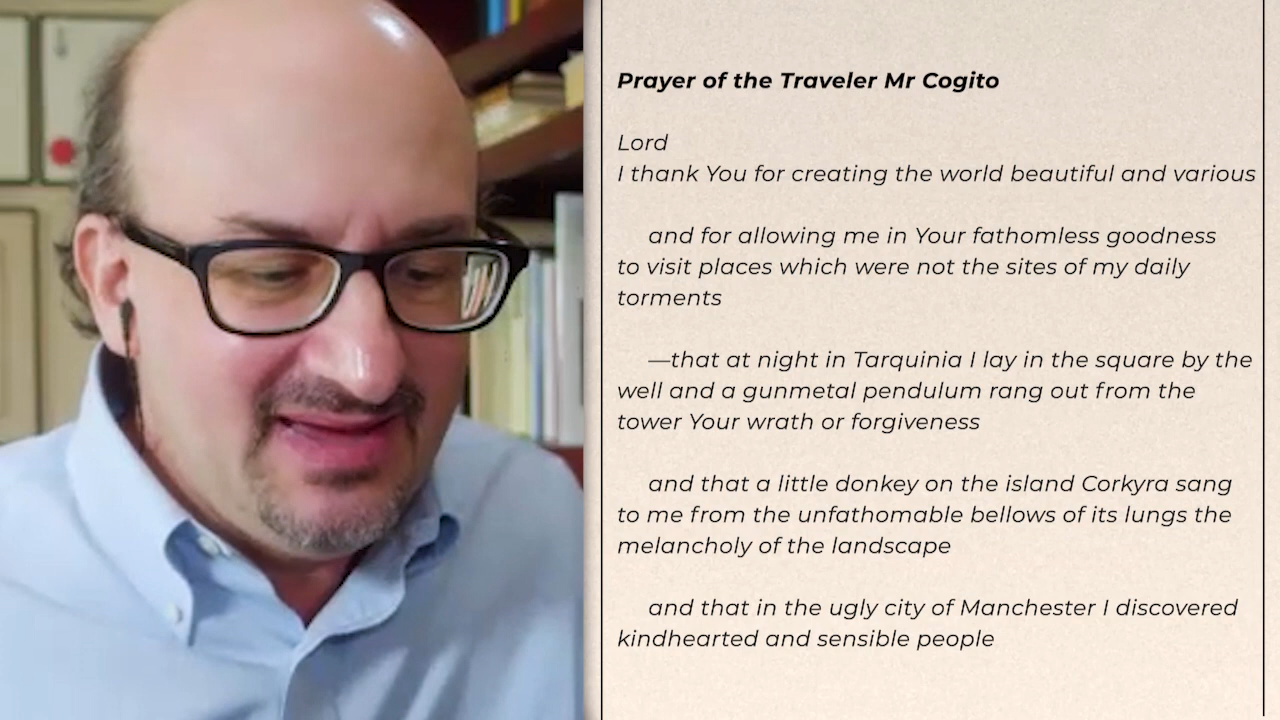 Prayer of the Traveler Mr Cogito
Lord
I thank You for creating the world beautiful and various
and for allowing me in Your fathomless goodness
to visit places which were not the sites of my daily
torments
—that at night in Tarquinia I lay in the square by the
well and a gunmetal pendulum rang out from the
tower Your wrath or forgiveness
and that a little donkey on the island Corkyra sang
to me from the unfathomable bellows of its lungs the
melancholy of the landscape
and that in the ugly city of Manchester I discovered
kindhearted and sensible people